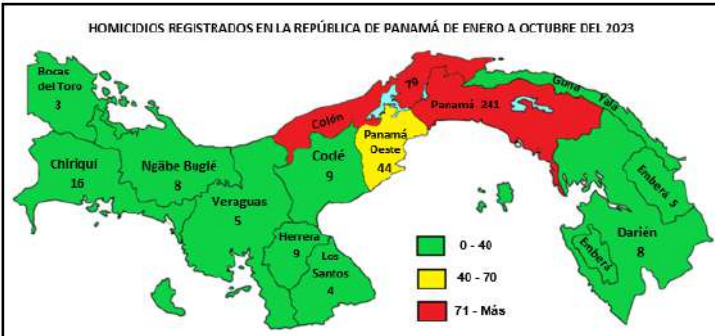 HOMICIDIOS REGISTRADOS EN LA REPÚBLICA DE PANAMÁ DE ENERO A OCTUBRE DEL 2023
Bocas
del Toro
3
Chiriquí
16
Ngäbe Buglé
8
Veraguas
5
Herrera
9
Los
Santos
4
Coclé
9
Colón
79
Panamá
Oeste
44
Panamá 241
Guna Yala
Emberá 5
Emberá
Darién
8
0 - 40
40 - 70
71 - Más